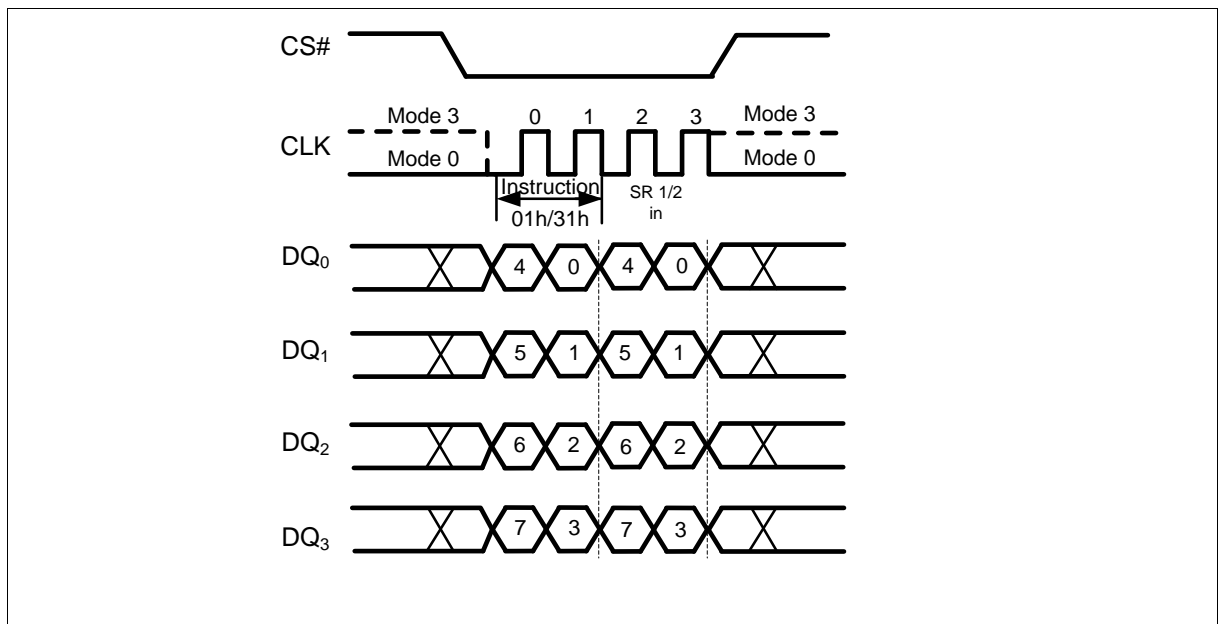 CS#
Mode 3 0 1 2 3 Mode 3
CLK
Mode 0 Mode 0
Instruction SR 1/2
01h/31h in
DQ0 4 0 4 0
DQ1 5 1 5 1
DQ2 6 2 6 2
DQ3 7 3 7 3